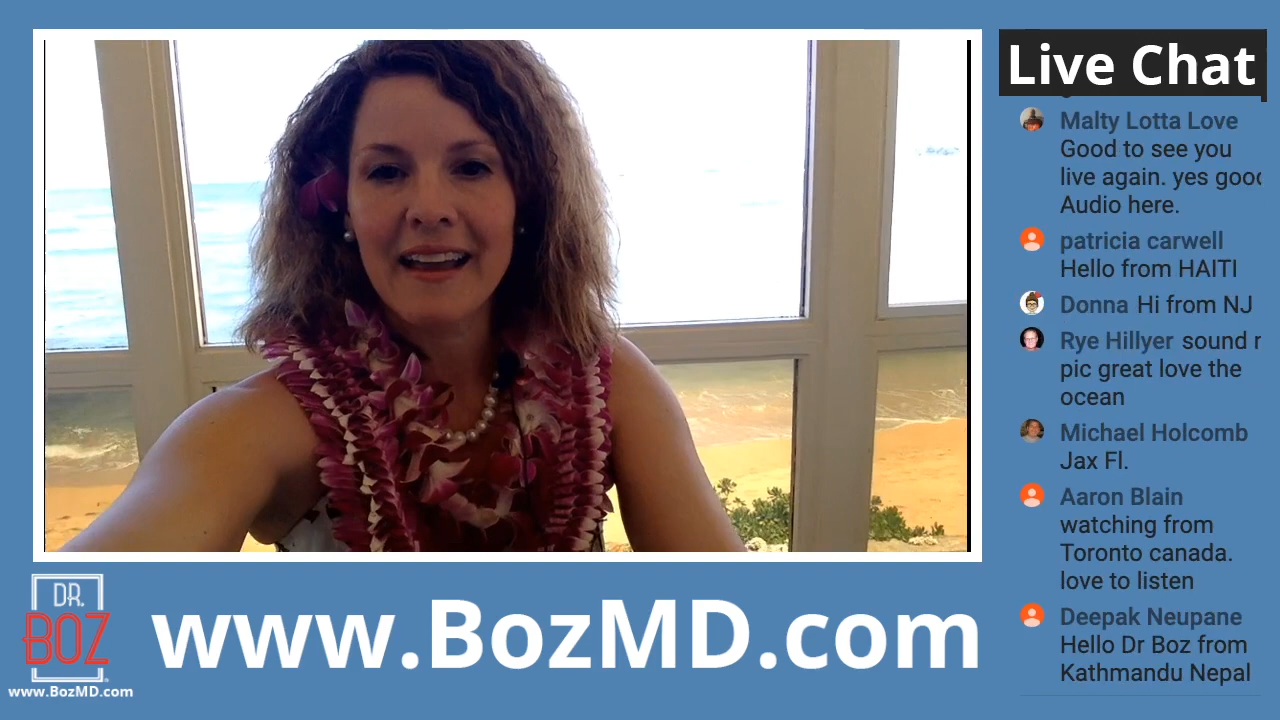 Live Chat
Malty Lotta Love
Good to see you
live again. yes good
Audio here.
patricia carwell
Hello from HAITI
Donna Hi from NJ
Rye Hillyer sound
pic great love the
ocean
Michael Holcomb
Jax Fl.
Aaron Blain
watching from
Toronto canada.
love to listen
Deepak Neupane
Hello Dr Boz from
Kathmandu Nepal
DR.
BOZ
www.BozMD.com
www.BozMD.com